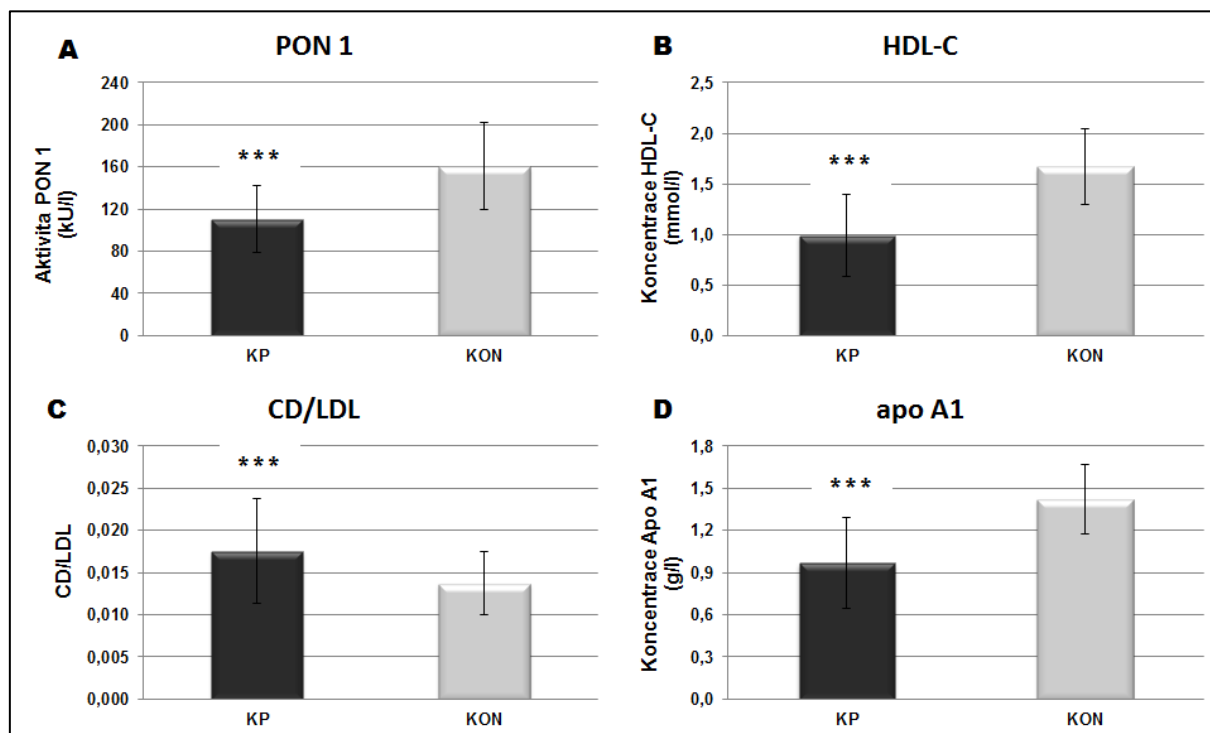 A
PON 1
Aktivita PON 1
(kU/l)
240
200
160
120
80
40
0
***
KP
KON
B
HDL-C
Koncentrace HDL-C
(mmol/l)
2,5
2,0
1,5
1,0
0,5
0,0
***
KP
KON
C
CD/LDL
CD/LDL
0,030
0,025
0,020
0,015
0,010
0,005
0,000
***
KP
KON
D
apo A1
Koncentrace Apo A1
(g/l)
1,8
1,5
1,2
0,9
0,6
0,3
0,0
***
KP
KON